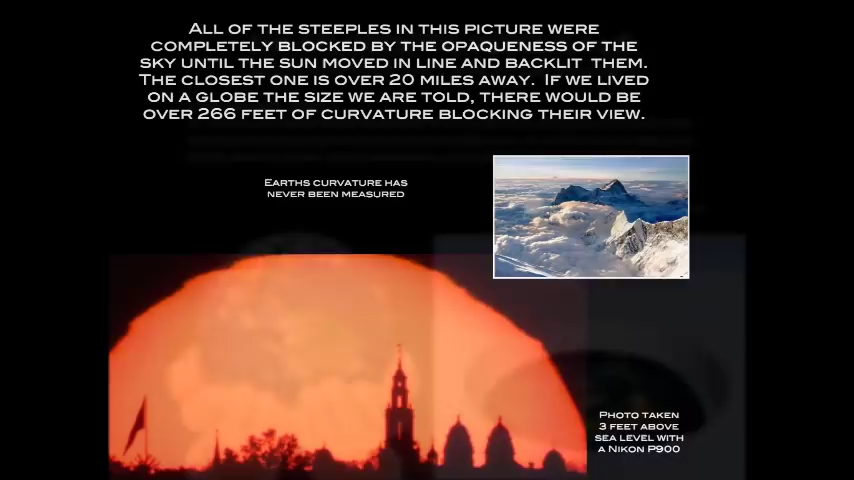 ALL OF THE STEEPLES IN THIS PICTURE WERE
COMPLETELY BLOCKED BY THE OPAQUENESS OF THE
SKY UNTIL THE SUN MOVED IN LINE AND BACKLIT THEM.
THE CLOSEST ONE IS OVER 20 MILES AWAY. IF WE LIVED
ON A GLOBE THE SIZE WE ARE TOLD, THERE WOULD BE
OVER 266 FEET OF CURVATURE BLOCKING THEIR VIEW.
EARTHS CURVATURE HAS
NEVER BEEN MEASURED
PHOTO TAKEN
3 FEET ABOVE
SEA LEVEL WITH
A NIKON P900